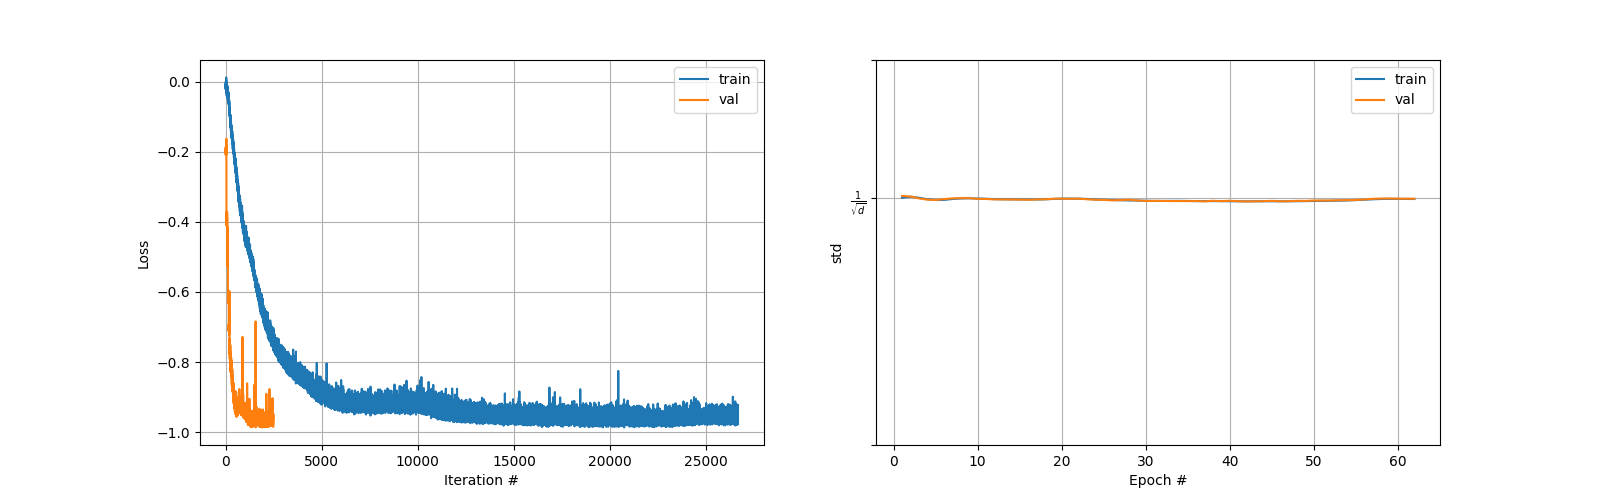 train
val
0.0
−0.2
−0.4
−0.6
−0.8
−1.0
Loss
0
5000
10000
15000
20000
25000
Iteration #
train
val
1/√d
std
0
10
20
30
40
50
60
Epoch #